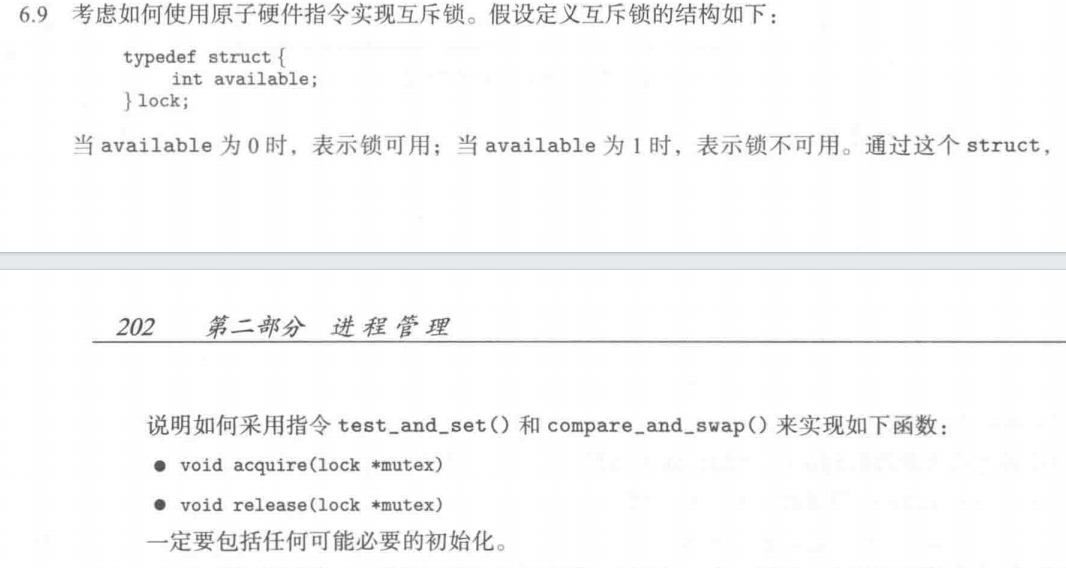 6.9 考虑如何使用原子硬件指令实现互斥锁。假设定义互斥锁的结构如下：
typedef struct{
int available;
}lock;
当 available 为 0 时，表示锁可用；当 available 为 1 时，表示锁不可用。通过这个 struct，
202 第二部分 进程管理
说明如何采用指令 test_and_set() 和 compare_and_swap() 来实现如下函数：
● void acquire(lock *mutex)
● void release(lock *mutex)
一定要包括任何可能必要的初始化。